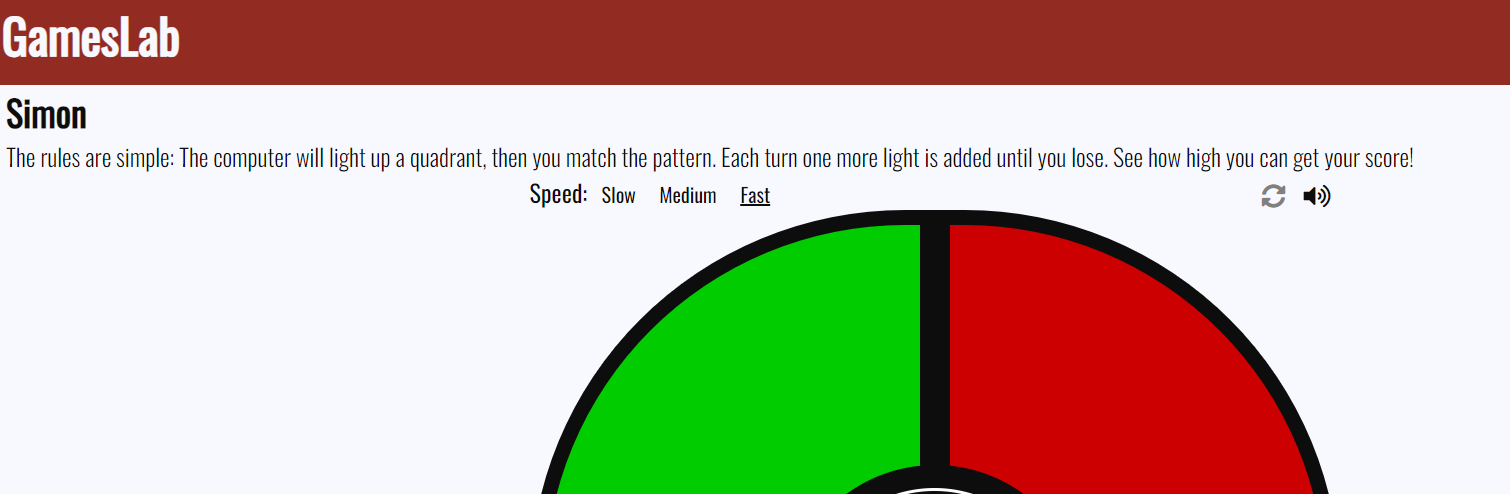 GamesLab
Simon
The rules are simple: The computer will light up a quadrant, then you match the pattern. Each turn one more light is added until you lose. See how high you can get your score!
Speed: Slow Medium Fast